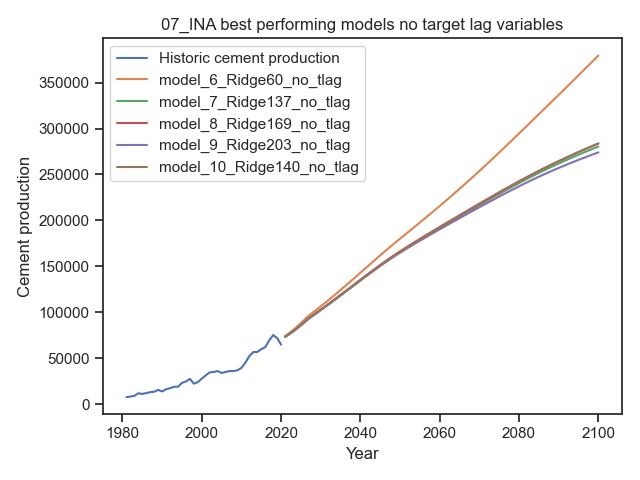 07_INA best performing models no target lag variables
Historic cement production
model_6_Ridge60_no_tlag
model_7_Ridge137_no_tlag
model_8_Ridge169_no_tlag
model_9_Ridge203_no_tlag
model_10_Ridge140_no_tlag
Cement production
350000
300000
250000
200000
150000
100000
50000
0
1980 2000 2020 2040 2060 2080 2100
Year